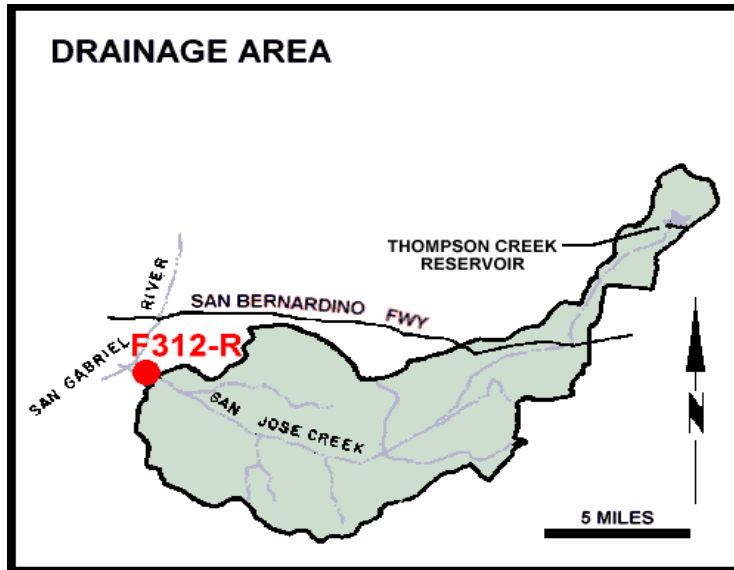 DRAINAGE AREA
THOMPSON CREEK
RESERVOIR
SAN BERNARDINO FWY
SAN GABRIEL RIVER
F312-R
SAN JOSE CREEK
N
5 MILES